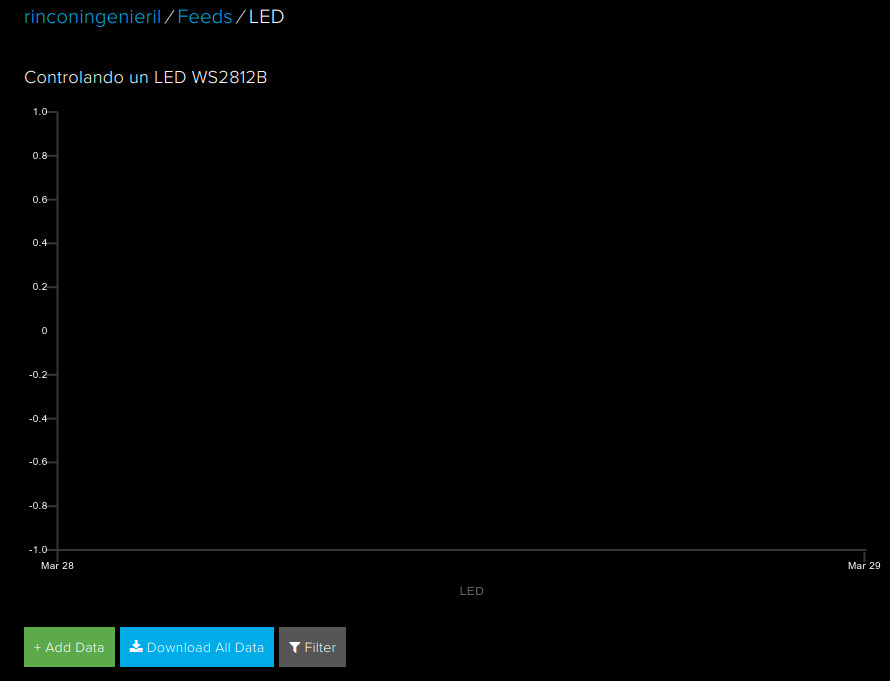 rinconingenieril / Feeds / LED
Controlando un LED WS2812B
1.0
0.8
0.6
0.4
0.2
0
-0.2
-0.4
-0.6
-0.8
-1.0
Mar 28 Mar 29
LED
+ Add Data Download All Data Filter